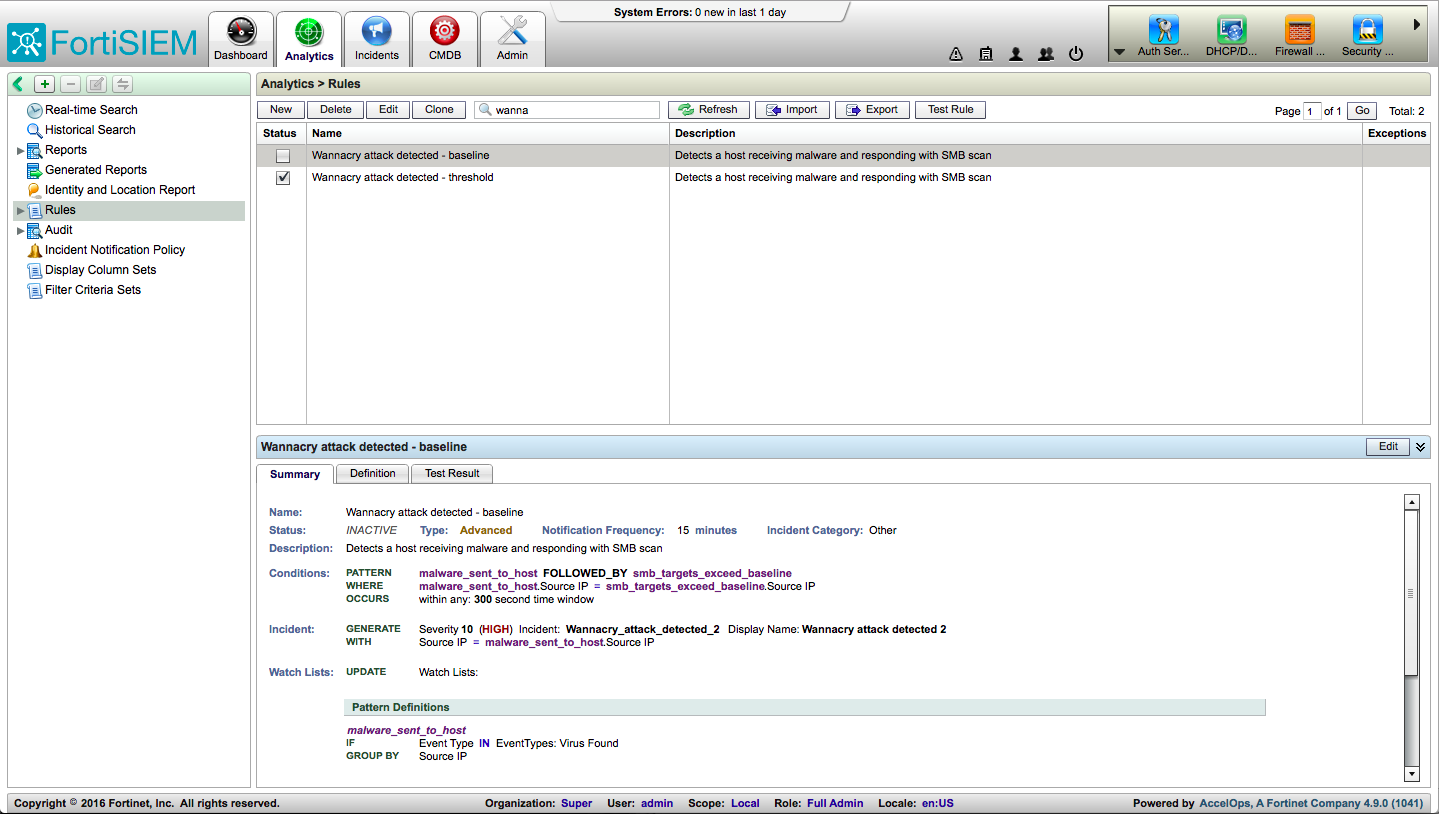 System Errors: 0 new in last 1 day
FortiSIEM
Dashboard
Analytics
Incidents
CMDB
Admin
Auth Ser...
DHCP/D...
Firewall ...
Security ...
Real-time Search
Historical Search
Reports
Generated Reports
Identity and Location Report
Rules
Audit
Incident Notification Policy
Display Column Sets
Filter Criteria Sets
Analytics > Rules
New Delete Edit Clone wanna Refresh Import Export Test Rule Page 1 of 1 Go Total: 2
Status Name Description Exceptions
Wannacry attack detected - baseline Detects a host receiving malware and responding with SMB scan
Wannacry attack detected - threshold Detects a host receiving malware and responding with SMB scan
Wannacry attack detected - baseline Edit
Summary Definition Test Result
Name: Wannacry attack detected - baseline
Status: INACTIVE Type: Advanced Notification Frequency: 15 minutes Incident Category: Other
Description: Detects a host receiving malware and responding with SMB scan
Conditions: PATTERN malware_sent_to_host FOLLOWED_BY smb_targets_exceed_baseline
WHERE malware_sent_to_host.Source IP = smb_targets_exceed_baseline.Source IP
OCCURS within any: 300 second time window
Incident: GENERATE Severity 10 (HIGH) Incident: Wannacry_attack_detected_2 Display Name: Wannacry attack detected 2
WITH Source IP = malware_sent_to_host.Source IP
Watch Lists: UPDATE Watch Lists:
Pattern Definitions
malware_sent_to_host
IF Event Type IN EventTypes: Virus Found
GROUP BY Source IP
Copyright © 2016 Fortinet, Inc. All rights reserved. Organization: Super User: admin Scope: Local Role: Full Admin Locale: en:US Powered by AccelOps, A Fortinet Company 4.9.0 (1041)